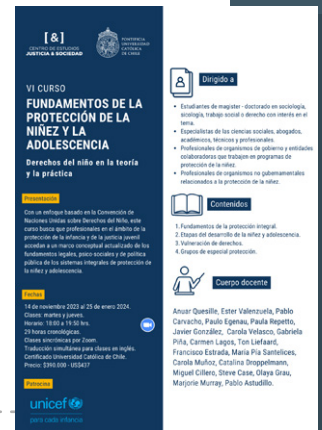 [&]
CENTRO DE ESTUDIOS
JUSTICIA & SOCIEDAD
PONTIFICIA
UNIVERSIDAD
CATÓLICA
DE CHILE
VI CURSO
FUNDAMENTOS DE LA
PROTECCIÓN DE LA
NIÑEZ Y LA
ADOLESCENCIA
Derechos del niño en la teoría
y la práctica
Presentación
Con un enfoque basado en la Convención de
Naciones Unidas sobre Derechos del Niño, este
curso busca que profesionales en el ámbito de la
protección de la infancia y de la justicia juvenil
accedan a un marco conceptual actualizado de los
fundamentos legales, psico sociales y de política
pública de los sistemas integrales de protección de
la niñez y adolescencia.
Fechas
14 de noviembre 2023 al 25 de enero 2024.
Clases: martes y jueves.
Horario: 18:00 a 19:50 hrs.
29 horas cronológicas.
Clases sincrónicas por Zoom.
Traducción simultánea para clases en inglés.
Certificado Universidad Católica de Chile.
Precio: $390.000 - US$437
Patrocina
unicef
para cada infancia
Dirigido a
Estudiantes de magíster - doctorado en sociología,
sicología, trabajo social o derecho con interés en el
tema.
Especialistas de las ciencias sociales, abogados,
académicos, técnicos y profesionales.
Profesionales de organismos de gobierno y entidades
colaboradoras que trabajen en programas de
protección de la niñez.
Profesionales de organismos no gubernamentales
relacionados a la protección de la niñez.
Contenidos
1. Fundamentos de la protección integral.
2. Etapas del desarrollo de la niñez y adolescencia.
3. Vulneración de derechos.
4. Grupos de especial protección.
Cuerpo docente
Anuar Quesille, Ester Valenzuela, Pablo
Carvacho, Paulo Egenau, Paula Repetto,
Javier González, Carola Velasco, Gabriela
Piña, Carmen Lagos, Ton Liefaard,
Francisco Estrada, María Pía Santelices,
Carola Muñoz, Catalina Droppelmann,
Miguel Cillero, Steve Case, Olaya Grau,
Marjorie Murray, Pablo Astudillo.